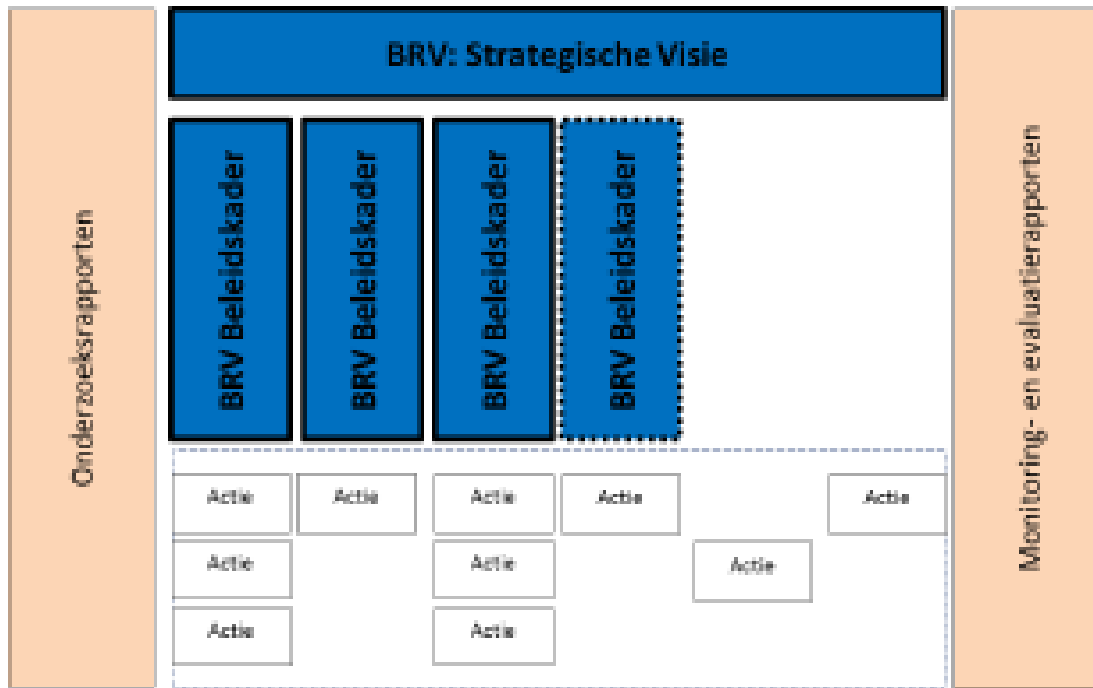 Onderzoeksrapporten
BRV: Strategische Visie
BRV Beleidskader
BRV Beleidskader
BRV Beleidskader
BRV Beleidskader
Actie
Actie
Actie
Actie
Actie
Actie
Actie
Actie
Actie
Actie
Monitoring- en evaluatierapporten